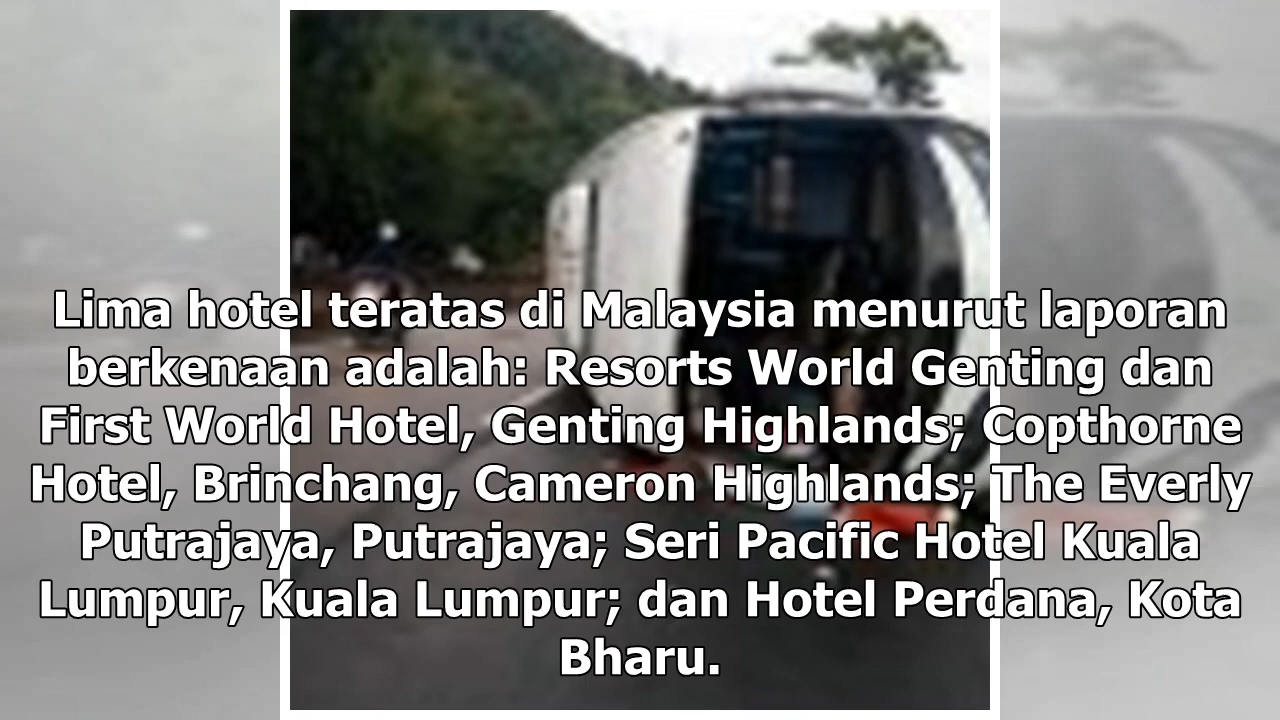 Lima hotel teratas di Malaysia menurut laporan
berkenaan adalah: Resorts World Genting dan
First World Hotel, Genting Highlands; Copthorne
Hotel, Brinchang, Cameron Highlands; The Everly
Putrajaya, Putrajaya; Seri Pacific Hotel Kuala
Lumpur, Kuala Lumpur; dan Hotel Perdana, Kota
Bharu.